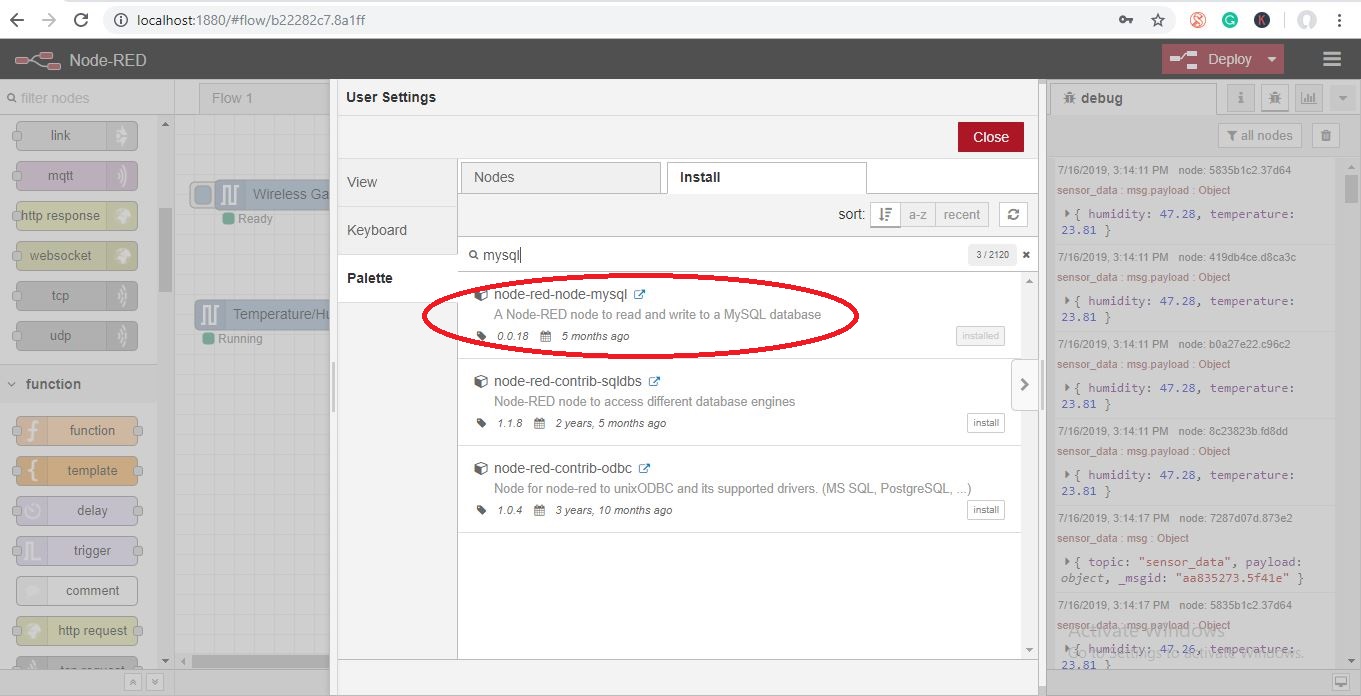 localhost:1880/#flow/b22282c7.8a1ff
Node-RED
Deploy
filter nodes
link
mqtt
http response
websocket
tcp
udp
function
function
template
delay
trigger
comment
http request
tcp request
Flow 1
Wireless Ga
Ready
Temperature/Hu
Running
User Settings
Close
View
Keyboard
Palette
Nodes
Install
sort:
a-z
recent
mysql
3 / 2120
node-red-node-mysql
A Node-RED node to read and write to a MySQL database
0.0.18 5 months ago
installed
node-red-contrib-sqldbs
Node-RED node to access different database engines
1.1.8 2 years, 5 months ago
install
node-red-contrib-odbc
Node for node-red to unixODBC and its supported drivers. (MS SQL, PostgreSQL, ...)
1.0.4 3 years, 10 months ago
install
debug
all nodes
7/16/2019, 3:14:11 PM node: 5835b1c2.37d64
sensor_data : msg.payload : Object
{ humidity: 47.28, temperature:
23.81 }
7/16/2019, 3:14:11 PM node: 419db4ce.d8ca3c
sensor_data : msg.payload : Object
{ humidity: 47.28, temperature:
23.81 }
7/16/2019, 3:14:11 PM node: b0a27e22.c96c2
sensor_data : msg.payload : Object
{ humidity: 47.28, temperature:
23.81 }
7/16/2019, 3:14:11 PM node: 8c23823b.fd8dd
sensor_data : msg.payload : Object
{ humidity: 47.28, temperature:
23.81 }
7/16/2019, 3:14:17 PM node: 7287d07d.873e2
sensor_data : msg : Object
{ topic: "sensor_data", payload:
object, _msgid: "aa835273.5f41e" }
7/16/2019, 3:14:17 PM node: 5835b1c2.37d64
sensor_data : msg.payload : Object
{ humidity: 47.26, temperature:
23.81 }
Activate Windows
Go to Settings to activate Windows.